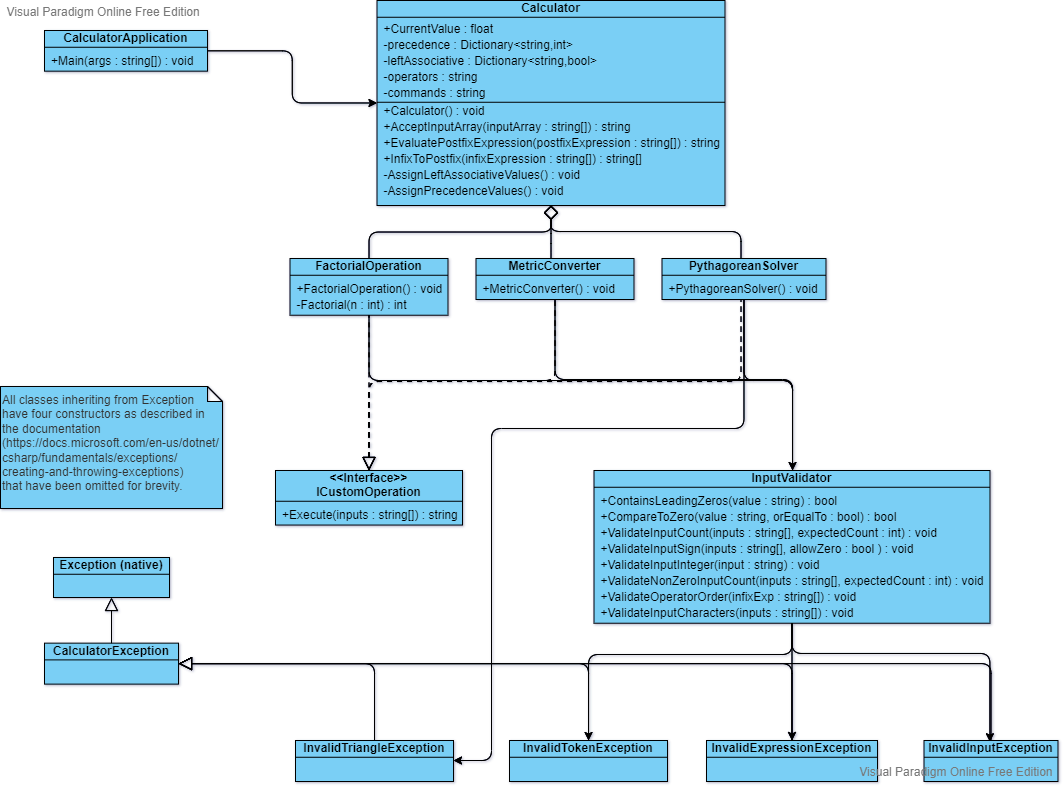 Visual Paradigm Online Free Edition
CalculatorApplication
+Main(args : string[]) : void
Calculator
+CurrentValue : float
-precedence : Dictionary<string,int>
-leftAssociative : Dictionary<string,bool>
-operators : string
-commands : string
+Calculator() : void
+AcceptInputArray(inputArray : string[]) : string
+EvaluatePostfixExpression(postfixExpression : string[]) : string
+InfixToPostfix(infixExpression : string[]) : string[]
-AssignLeftAssociativeValues() : void
-AssignPrecedenceValues() : void
FactorialOperation
+FactorialOperation() : void
-Factorial(n : int) : int
MetricConverter
+MetricConverter() : void
PythagoreanSolver
+PythagoreanSolver() : void
All classes inheriting from Exception
have four constructors as described in
the documentation
(https://docs.microsoft.com/en-us/dotnet/
csharp/fundamentals/exceptions/
creating-and-throwing-exceptions)
that have been omitted for brevity.
<<Interface>>
ICustomOperation
+Execute(inputs : string[]) : string
InputValidator
+ContainsLeadingZeros(value : string) : bool
+CompareToZero(value : string, orEqualTo : bool) : bool
+ValidateInputCount(inputs : string[], expectedCount : int) : void
+ValidateInputSign(inputs : string[], allowZero : bool ) : void
+ValidateInputInteger(input : string) : void
+ValidateNonZeroInputCount(inputs : string[], expectedCount : int) : void
+ValidateOperatorOrder(infixExp : string[]) : void
+ValidateInputCharacters(inputs : string[]) : void
Exception (native)
CalculatorException
InvalidTriangleException
InvalidTokenException
InvalidExpressionException
InvalidInputException
Visual Paradigm Online Free Edition